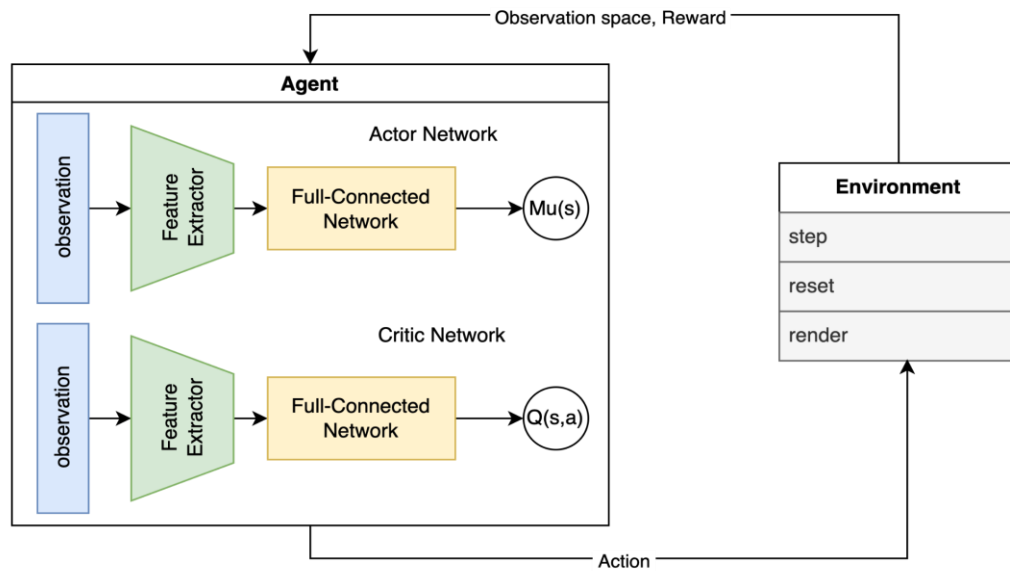 Observation space, Reward
Agent
Actor Network
observation
Feature
Extractor
Full-Connected
Network
Mu(s)
Critic Network
observation
Feature
Extractor
Full-Connected
Network
Q(s,a)
Environment
step
reset
render
Action